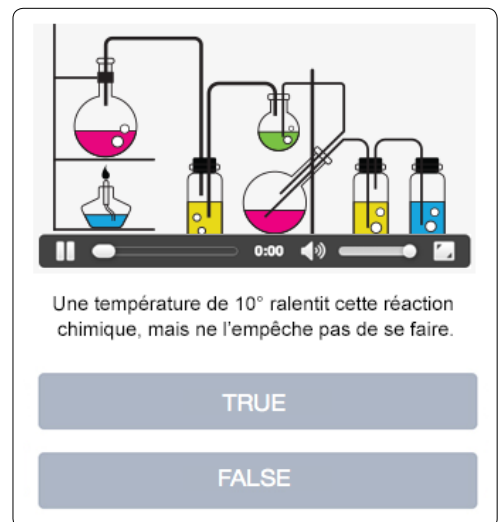 0:00
Une température de 10° ralentit cette réaction
chimique, mais ne l'empêche pas de se faire.
TRUE
FALSE